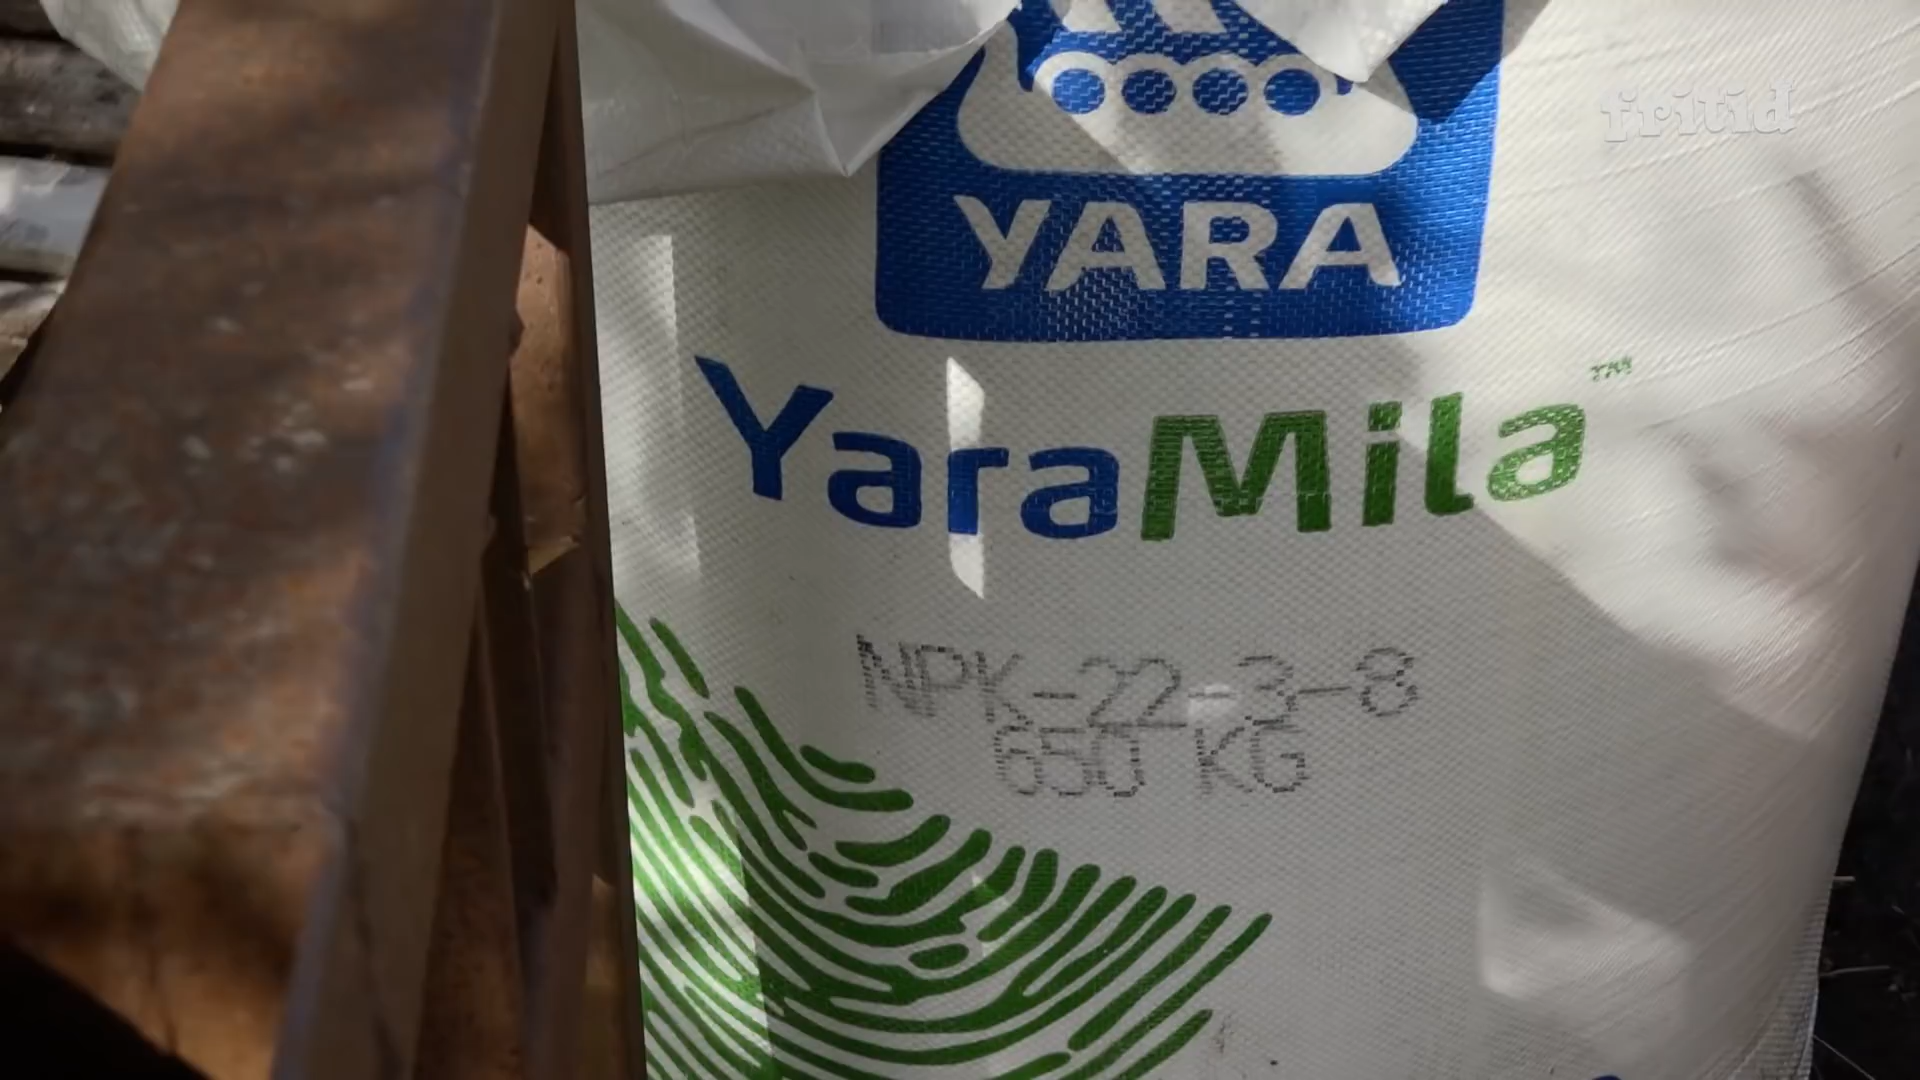 fritid
YARA
YaraMila™
NPK-22-3-8
650 KG